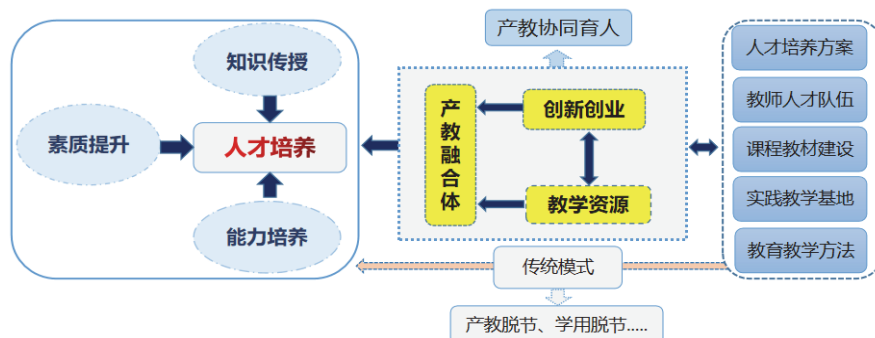 产教协同育人
知识传授
素质提升
人才培养
能力培养
产教融合体
创新创业
教学资源
人才培养方案
教师人才队伍
课程教材建设
实践教学基地
教育教学方法
传统模式
产教脱节、学用脱节.....